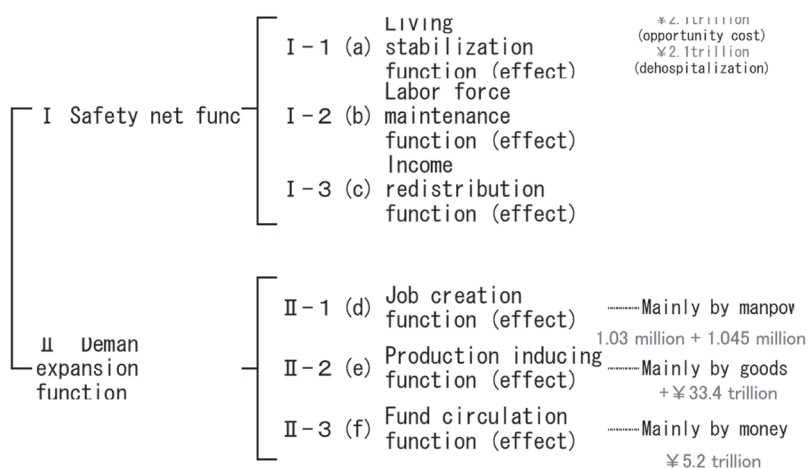 Living
Ⅰ-1 (a) stabilization
function (effect)
¥2.1trillion
(opportunity cost)
¥2.1trillion
(dehospitalization)
Ⅰ Safety net func
Labor force
Ⅰ-2 (b) maintenance
function (effect)
Income
Ⅰ-3 (c) redistribution
function (effect)
Ⅱ Deman
expansion
function
Ⅱ-1 (d) Job creation
function (effect)
Mainly by manpow
1.03 million + 1.045 million
Ⅱ-2 (e) Production inducing
function (effect)
Mainly by goods
+¥33.4 trillion
Ⅱ-3 (f) Fund circulation
function (effect)
Mainly by money
¥5.2 trillion